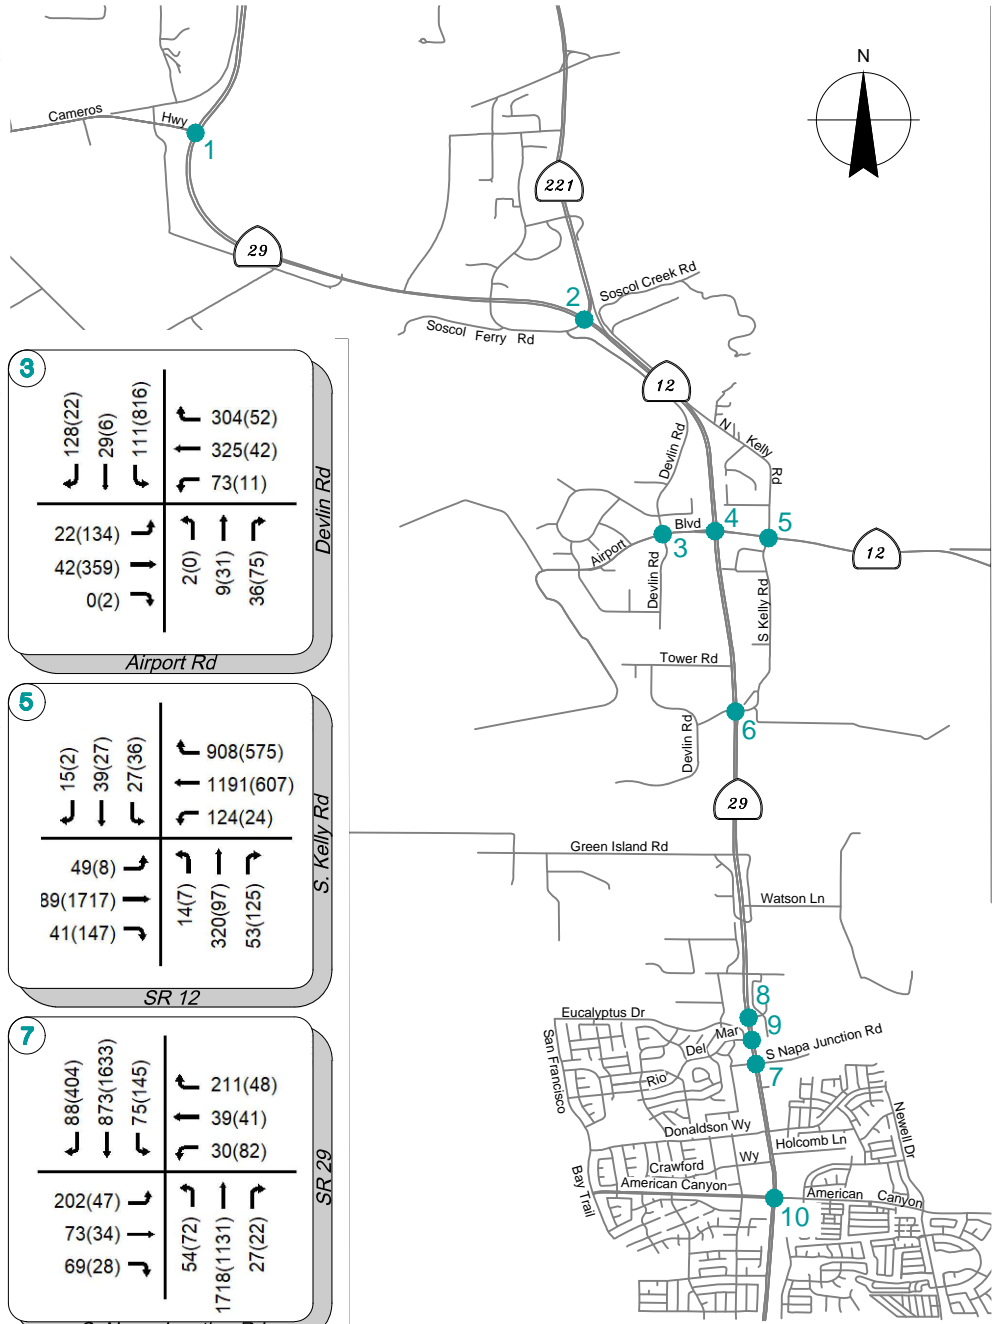 N
Cameros
Hwy
1
221
29
2
Soscol Creek Rd
Soscol Ferry Rd
12
N Kelly Rd
Devlin Rd
Blvd
4
5
3
Airport
12
Devlin Rd
S Kelly Rd
Tower Rd
6
Devlin Rd
29
Green Island Rd
Watson Ln
8
Eucalyptus Dr
9
Del Mar
S Napa Junction Rd
7
San Francisco
Rio
Newell Dr
Donaldson Wy
Holcomb Ln
Crawford Wy
Bay Trail
American Canyon
American Canyon
10
3
128(22)
29(6)
111(816)
304(52)
325(42)
73(11)
22(134)
42(359)
0(2)
2(0)
9(31)
36(75)
Devlin Rd
Airport Rd
5
15(2)
39(27)
27(36)
908(575)
1191(607)
124(24)
49(8)
89(1717)
41(147)
14(7)
320(97)
53(125)
S. Kelly Rd
SR 12
7
88(404)
873(1633)
75(145)
211(48)
39(41)
30(82)
202(47)
73(34)
69(28)
54(72)
1718(1131)
27(22)
SR 29